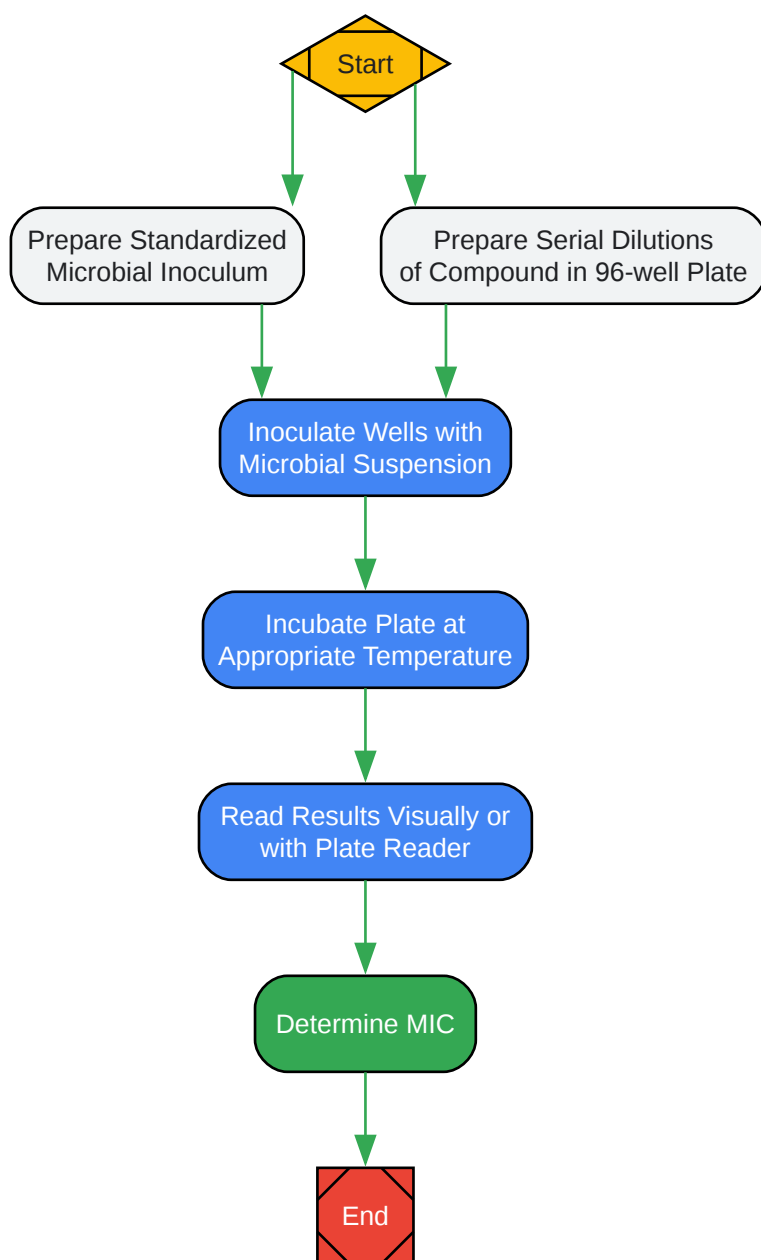 Start
Prepare Standardized
Microbial Inoculum
Prepare Serial Dilutions
of Compound in 96-well Plate
Inoculate Wells with
Microbial Suspension
Incubate Plate at
Appropriate Temperature
Read Results Visually or
with Plate Reader
Determine MIC
End